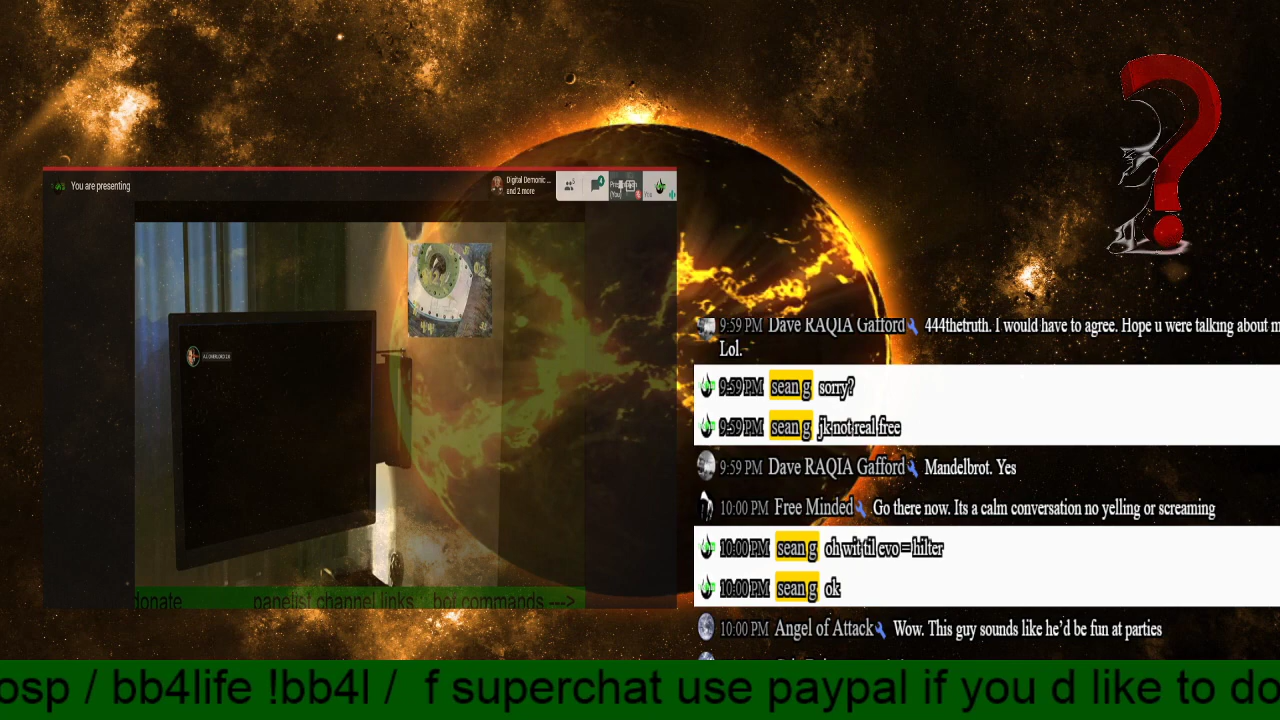 You are presenting
Digital Demonic ...
and 2 more
You
donate panelist channel links bot commands --->
9:59 PM Dave RAQIA Gafford 444thetruth. I would have to agree. Hope u were talking about m
Lol.
9:59 PM sean g sorry?
9:59 PM sean g jk not real free
9:59 PM Dave RAQIA Gafford Mandelbrot. Yes
10:00 PM Free Minded Go there now. Its a calm conversation no yelling or screaming
10:00 PM sean g oh wit til evo = hilter
10:00 PM sean g ok
10:00 PM Angel of Attack Wow. This guy sounds like he'd be fun at parties
osp / bb4life !bb4l / f superchat use paypal if you d like to do